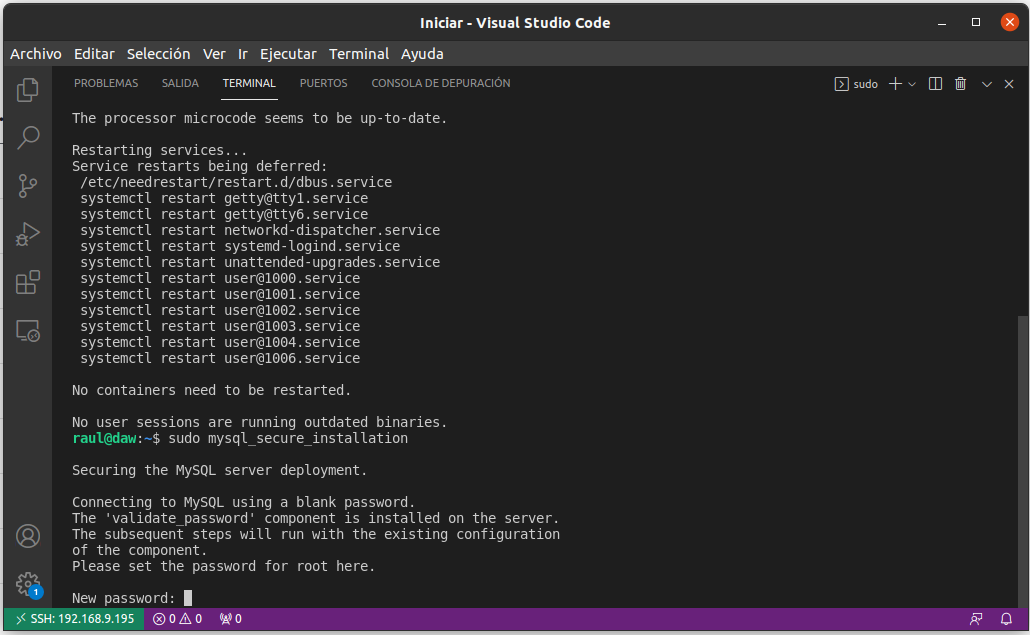 Iniciar - Visual Studio Code
Archivo Editar Selección Ver Ir Ejecutar Terminal Ayuda
PROBLEMAS SALIDA TERMINAL PUERTOS CONSOLA DE DEPURACIÓN sudo
The processor microcode seems to be up-to-date.
Restarting services...
Service restarts being deferred:
/etc/needrestart/restart.d/dbus.service
systemctl restart getty@tty1.service
systemctl restart getty@tty6.service
systemctl restart networkd-dispatcher.service
systemctl restart systemd-logind.service
systemctl restart unattended-upgrades.service
systemctl restart user@1000.service
systemctl restart user@1001.service
systemctl restart user@1002.service
systemctl restart user@1003.service
systemctl restart user@1004.service
systemctl restart user@1006.service
No containers need to be restarted.
No user sessions are running outdated binaries.
raul@daw:~$ sudo mysql_secure_installation
Securing the MySQL server deployment.
Connecting to MySQL using a blank password.
The 'validate_password' component is installed on the server.
The subsequent steps will run with the existing configuration
of the component.
Please set the password for root here.
New password:
1
SSH: 192.168.9.195 0 0 0